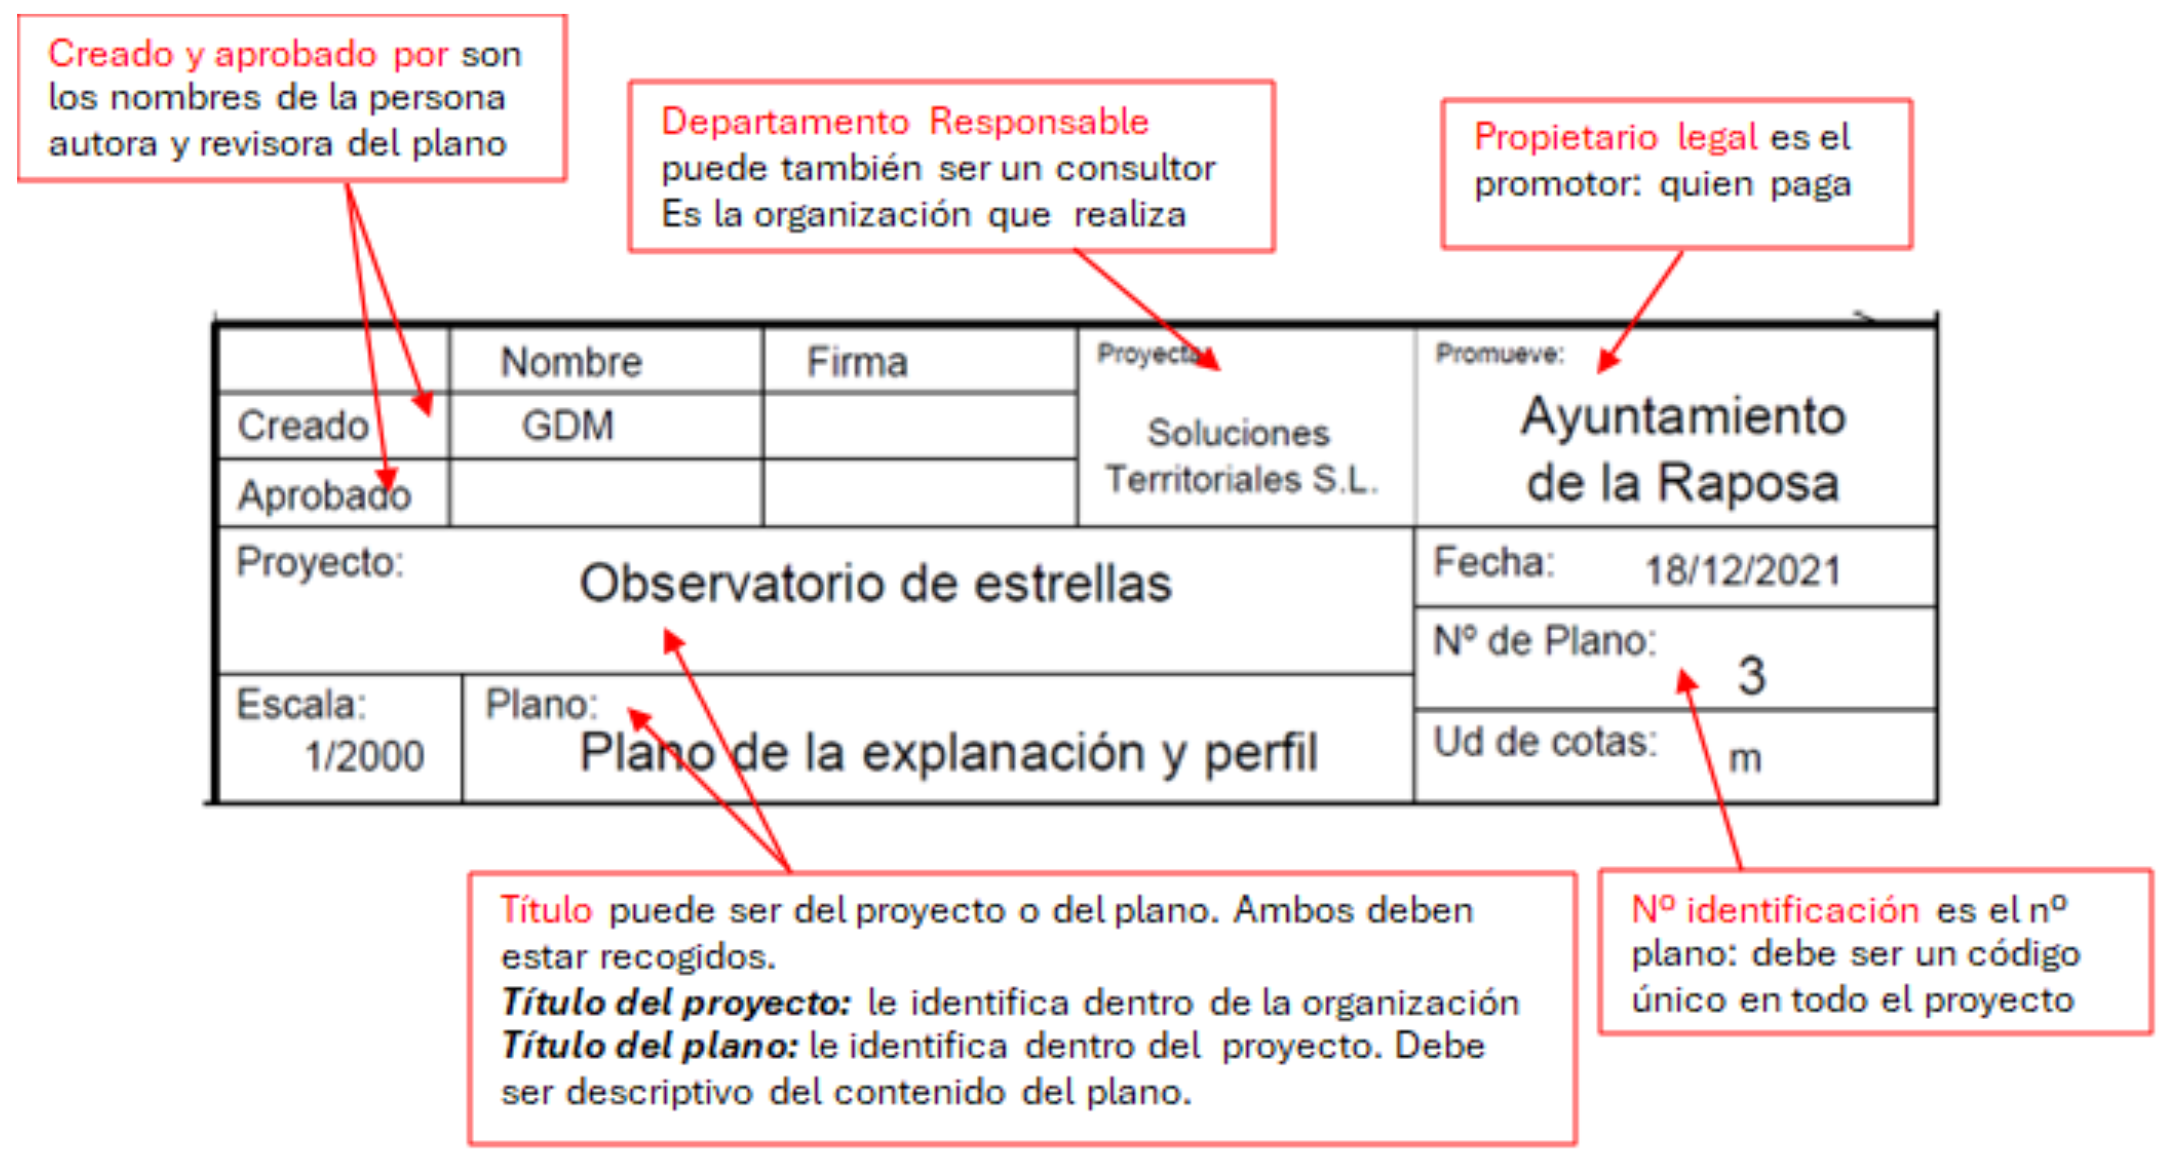 Creado y aprobado por son
los nombres de la persona
autora y revisora del plano
Departamento Responsable
puede también ser un consultor
Es la organización que realiza
Propietario legal es el
promotor: quien paga
Nombre
Firma
Creado
GDM
Aprobado
Soluciones
Territoriales S.L.
Promueve:
Ayuntamiento
de la Raposa
Proyecto:
Observatorio de estrellas
Fecha: 18/12/2021
Nº de Plano:
3
Escala:
1/2000
Plano:
Plano de la explanación y perfil
Ud de cotas: m
Título puede ser del proyecto o del plano. Ambos deben
estar recogidos.
Título del proyecto: le identifica dentro de la organización
Título del plano: le identifica dentro del proyecto. Debe
ser descriptivo del contenido del plano.
Nº identificación es el nº
plano: debe ser un código
único en todo el proyecto